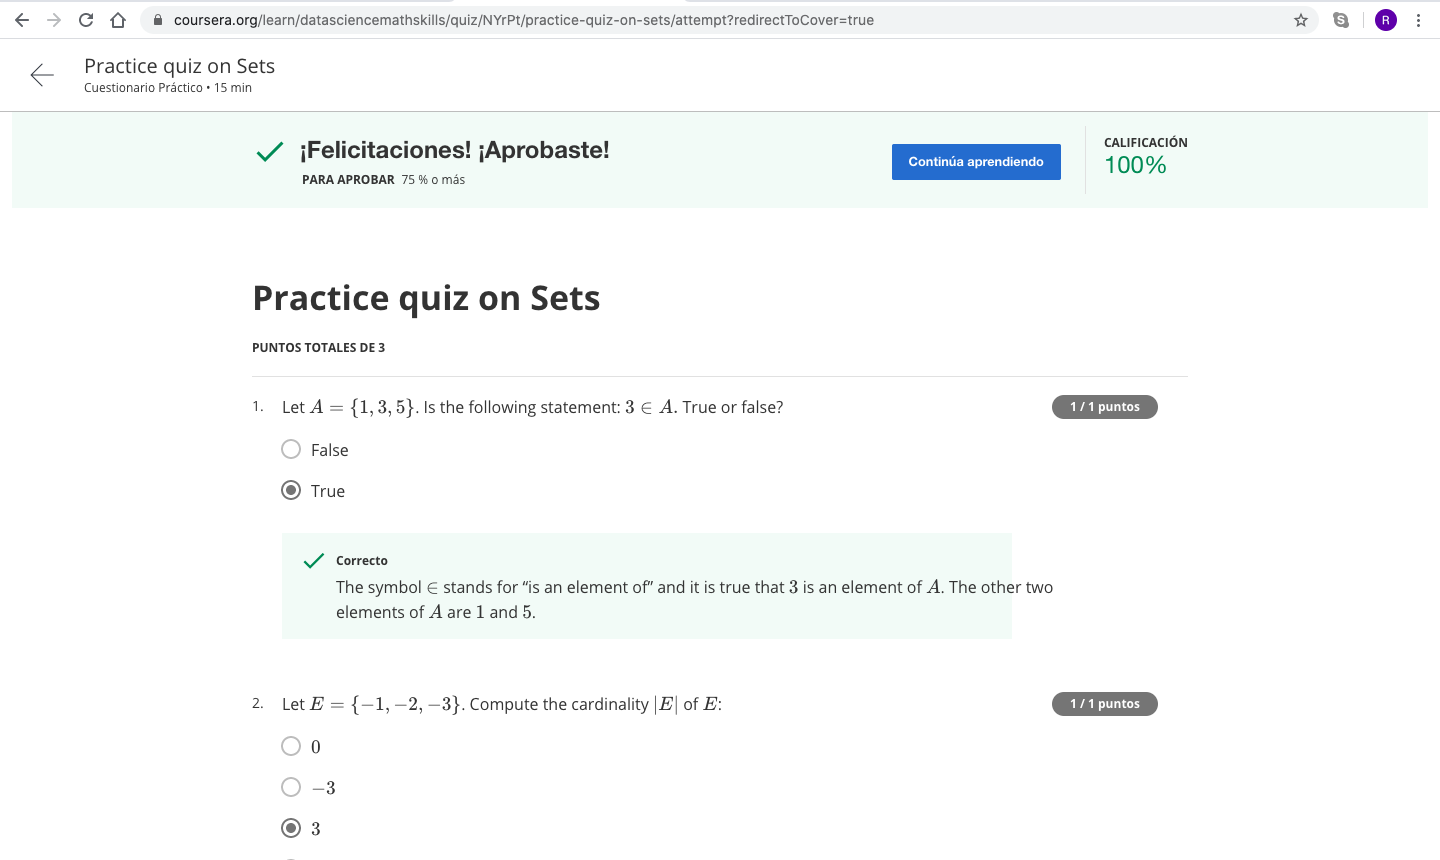 coursera.org/learn/datasciencemathskills/quiz/NYrPt/practice-quiz-on-sets/attempt?redirectToCover=true
S
R
Practice quiz on Sets
Cuestionario Práctico • 15 min
¡Felicitaciones! ¡Aprobaste!
PARA APROBAR 75 % o más
Continúa aprendiendo
CALIFICACIÓN
100%
Practice quiz on Sets
PUNTOS TOTALES DE 3
1. Let A = {1, 3, 5}. Is the following statement: 3 ∈ A. True or false?
1 / 1 puntos
False
True
Correcto
The symbol ∈ stands for “is an element of” and it is true that 3 is an element of A. The other two
elements of A are 1 and 5.
2. Let E = {−1, −2, −3}. Compute the cardinality |E| of E:
1 / 1 puntos
0
−3
3